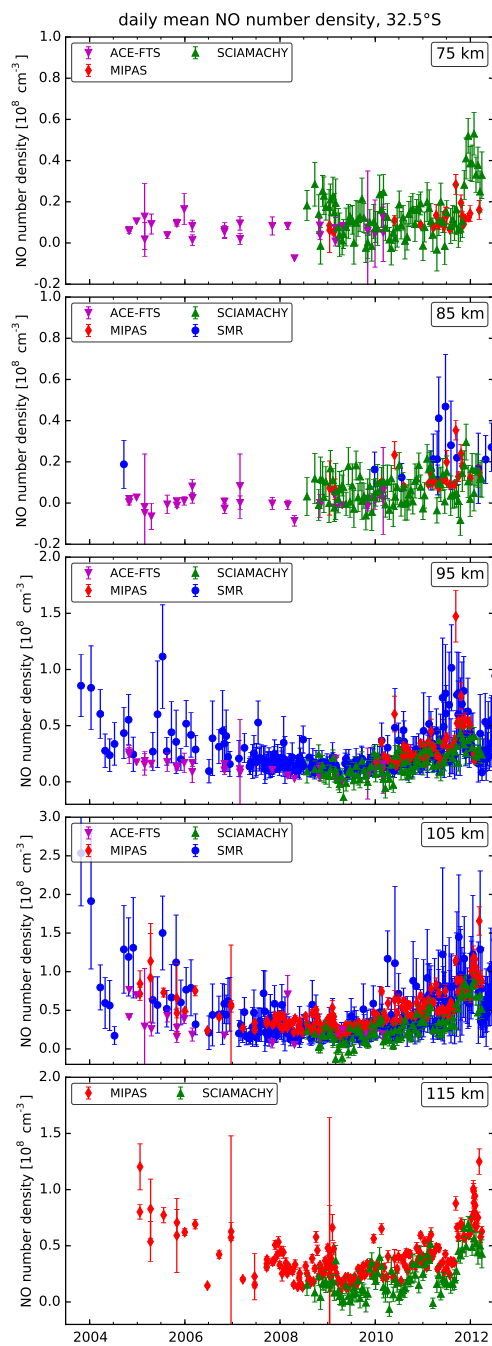 daily mean NO number density, 32.5°S
NO number density [10⁸ cm⁻³ ]
1.0
0.8
0.6
0.4
0.2
0.0
-0.2
ACE-FTS
MIPAS
SCIAMACHY
75 km
NO number density [10⁸ cm⁻³ ]
1.0
0.8
0.6
0.4
0.2
0.0
-0.2
ACE-FTS
MIPAS
SCIAMACHY
SMR
85 km
NO number density [10⁸ cm⁻³ ]
2.0
1.5
1.0
0.5
0.0
ACE-FTS
MIPAS
SCIAMACHY
SMR
95 km
NO number density [10⁸ cm⁻³ ]
3.0
2.5
2.0
1.5
1.0
0.5
0.0
ACE-FTS
MIPAS
SCIAMACHY
SMR
105 km
NO number density [10⁸ cm⁻³ ]
2.0
1.5
1.0
0.5
0.0
MIPAS
SCIAMACHY
115 km
2004 2006 2008 2010 2012